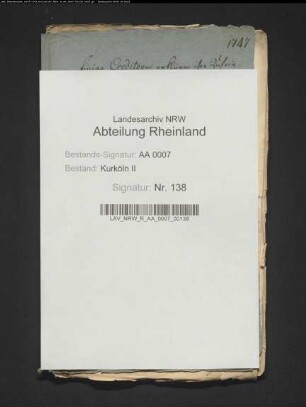 1747
Landesarchiv NRW
Abteilung Rheinland
Bestands-Signatur: AA 0007
Bestand: Kurköln II
Signatur: Nr. 138
LAV_NRW_R_AA_0007_00138